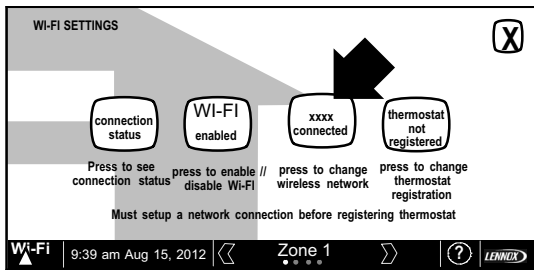 WI-FI SETTINGS
X
connection
status
WI-FI
enabled
xxxx
connected
thermostat
not
registered
Press to see
connection status
press to enable //
disable Wi-FI
press to change
wireless network
press to change
thermostat
registration
Must setup a network connection before registering thermostat
Wi-Fi
9:39 am Aug 15, 2012
Zone 1
?
LENNOX